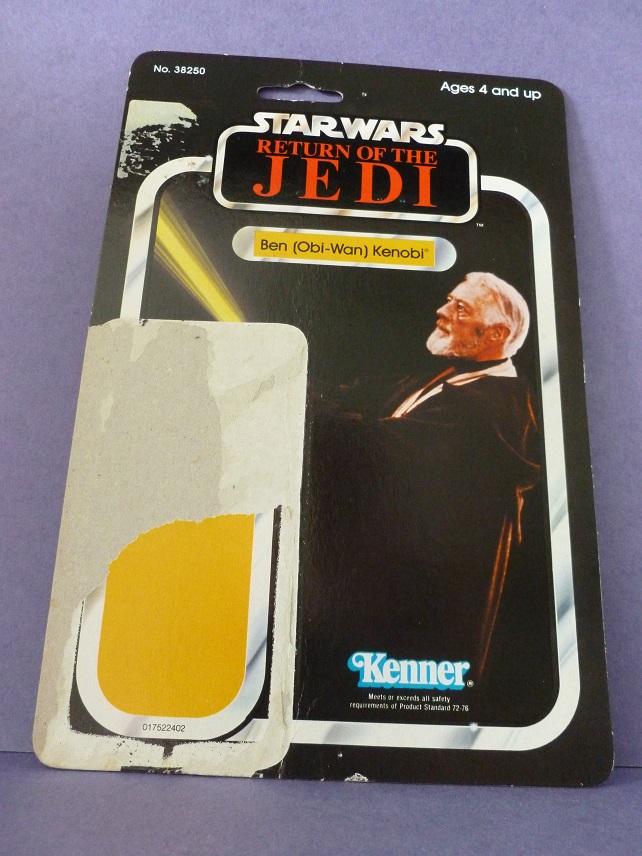 No. 38250
Ages 4 and up
STAR WARS
RETURN OF THE
JEDI
™
Ben (Obi-Wan) Kenobi®
Kenner®
Meets or exceeds all safety
requirements of Product Standard 72-76
017522402